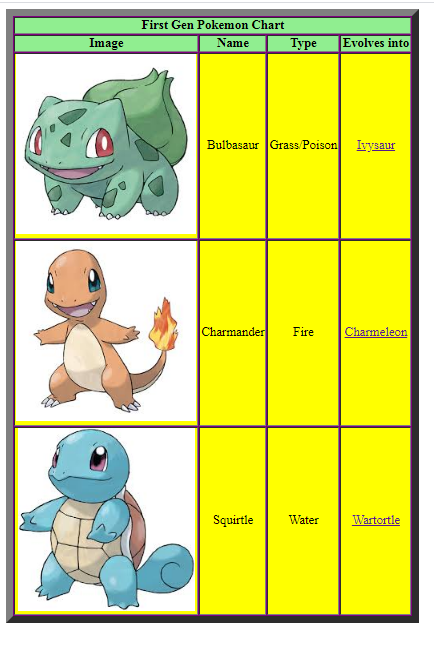 First Gen Pokemon Chart
Image Name Type Evolves into
Bulbasaur Grass/Poison Ivysaur
Charmander Fire Charmeleon
Squirtle Water Wartortle